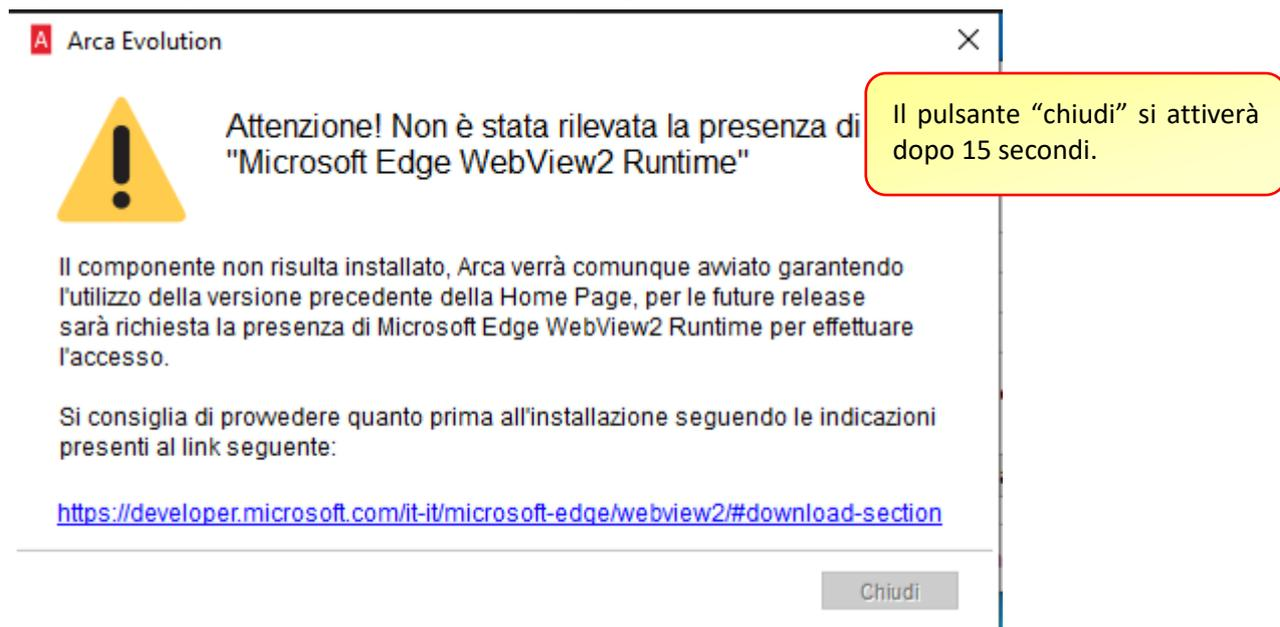 A Arca Evolution
Attenzione! Non è stata rilevata la presenza di
"Microsoft Edge WebView2 Runtime"
Il pulsante “chiudi” si attiverà
dopo 15 secondi.
Il componente non risulta installato, Arca verrà comunque avviato garantendo
l'utilizzo della versione precedente della Home Page, per le future release
sarà richiesta la presenza di Microsoft Edge WebView2 Runtime per effettuare
l'accesso.
Si consiglia di provvedere quanto prima all'installazione seguendo le indicazioni
presenti al link seguente:
https://developer.microsoft.com/it-it/microsoft-edge/webview2/#download-section
Chiudi